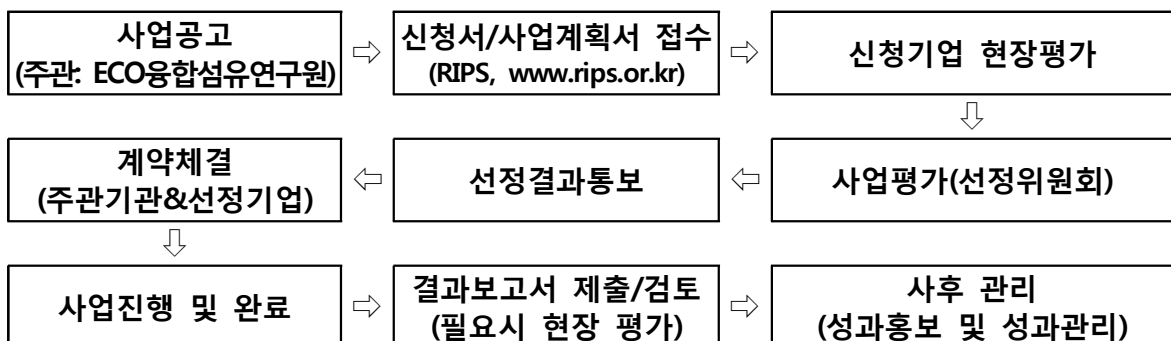 사업공고
(주관: ECO융합섬유연구원)
⇨
신청서/사업계획서 접수
(RIPS, www.rips.or.kr)
⇨
신청기업 현장평가
⇩
사업평가(선정위원회)
⇦
선정결과통보
⇦
계약체결
(주관기관&선정기업)
⇩
사업진행 및 완료
⇨
결과보고서 제출/검토
(필요시 현장 평가)
⇨
사후 관리
(성과홍보 및 성과관리)